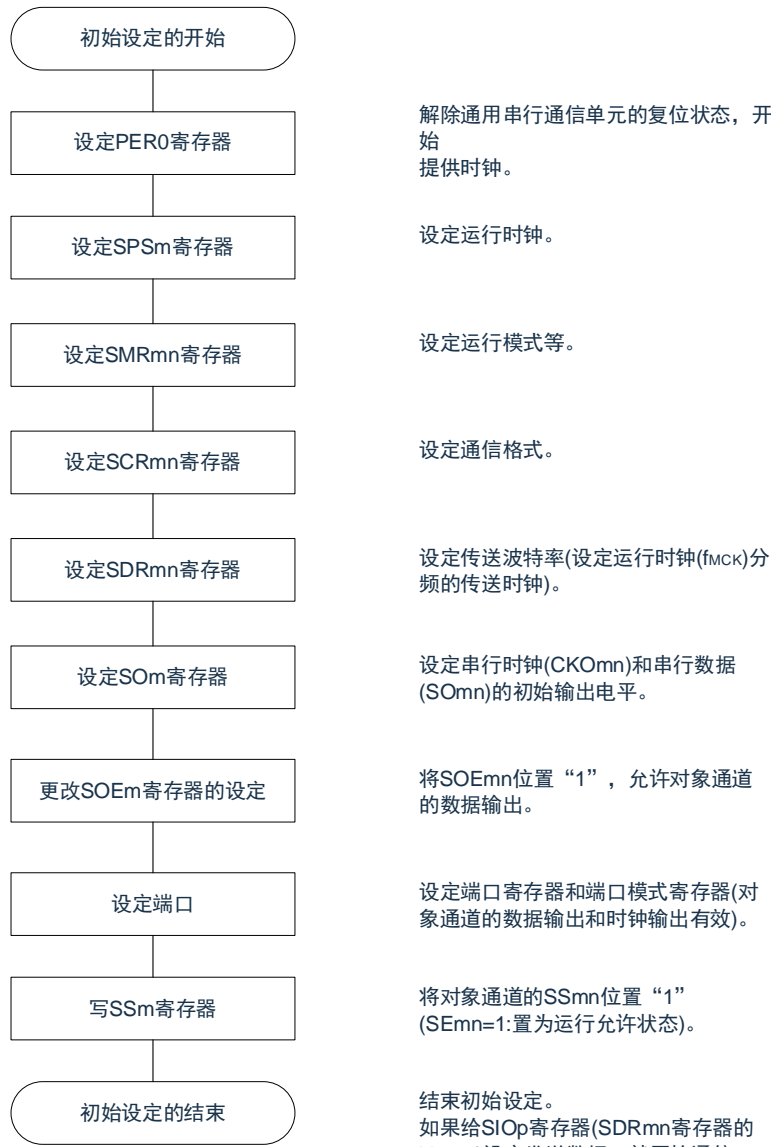 初始设定的开始
设定PER0寄存器
解除通用串行通信单元的复位状态，开
始
提供时钟。
设定SPSm寄存器
设定运行时钟。
设定SMRmn寄存器
设定运行模式等。
设定SCRmn寄存器
设定通信格式。
设定SDRmn寄存器
设定传送波特率(设定运行时钟(fMCK)分
频的传送时钟)。
设定SOm寄存器
设定串行时钟(CKOmn)和串行数据
(SOmn)的初始输出电平。
更改SOEm寄存器的设定
将SOEmn位置“1”，允许对象通道
的数据输出。
设定端口
设定端口寄存器和端口模式寄存器(对
象通道的数据输出和时钟输出有效)。
写SSm寄存器
将对象通道的SSmn位置“1”
(SEmn=1:置为运行允许状态)。
初始设定的结束
结束初始设定。
如果给SIOp寄存器(SDRmn寄存器的